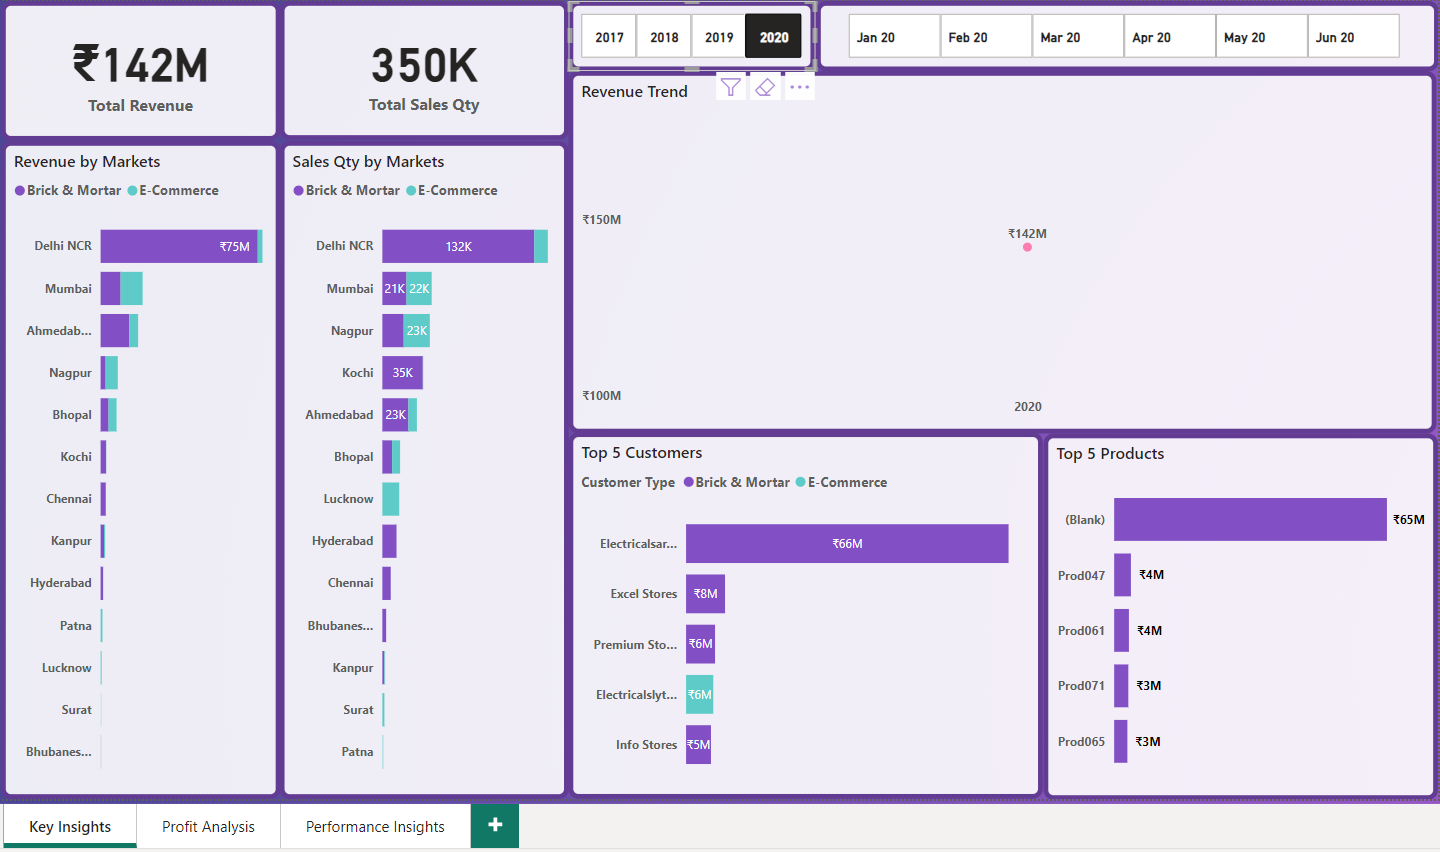 ₹142M
Total Revenue
350K
Total Sales Qty
2017 2018 2019 2020
Jan 20 Feb 20 Mar 20 Apr 20 May 20 Jun 20
Revenue by Markets
Brick & Mortar E-Commerce
Delhi NCR ₹75M
Mumbai
Ahmedab...
Nagpur
Bhopal
Kochi
Chennai
Kanpur
Hyderabad
Patna
Lucknow
Surat
Bhubanes...
Sales Qty by Markets
Brick & Mortar E-Commerce
Delhi NCR 132K
Mumbai 21K 22K
Nagpur 23K
Kochi 35K
Ahmedabad 23K
Bhopal
Lucknow
Hyderabad
Chennai
Bhubanes...
Kanpur
Surat
Patna
Revenue Trend
₹150M
₹142M
₹100M
2020
Top 5 Customers
Customer Type Brick & Mortar E-Commerce
Electricalsar... ₹66M
Excel Stores ₹8M
Premium Sto... ₹6M
Electricalslyt... ₹6M
Info Stores ₹5M
Top 5 Products
(Blank) ₹65M
Prod047 ₹4M
Prod061 ₹4M
Prod071 ₹3M
Prod065 ₹3M
Key Insights Profit Analysis Performance Insights +